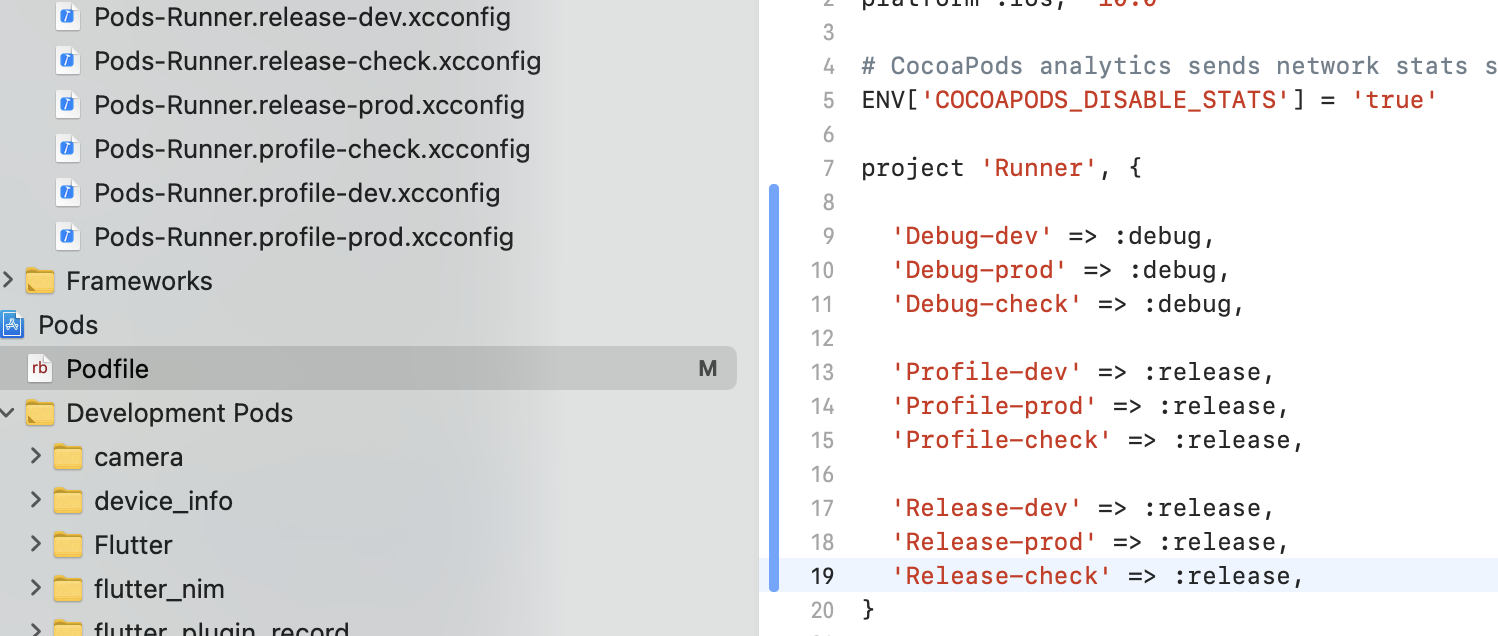 Pods-Runner.release-dev.xcconfig
Pods-Runner.release-check.xcconfig
Pods-Runner.release-prod.xcconfig
Pods-Runner.profile-check.xcconfig
Pods-Runner.profile-dev.xcconfig
Pods-Runner.profile-prod.xcconfig
Frameworks
Pods
rb Podfile M
Development Pods
camera
device_info
Flutter
flutter_nim
flutter_plugin_record
2 platform :ios, '10.0'
3
4 # CocoaPods analytics sends network stats s
5 ENV['COCOAPODS_DISABLE_STATS'] = 'true'
6
7 project 'Runner', {
8
9 'Debug-dev' => :debug,
10 'Debug-prod' => :debug,
11 'Debug-check' => :debug,
12
13 'Profile-dev' => :release,
14 'Profile-prod' => :release,
15 'Profile-check' => :release,
16
17 'Release-dev' => :release,
18 'Release-prod' => :release,
19 'Release-check' => :release,
20 }